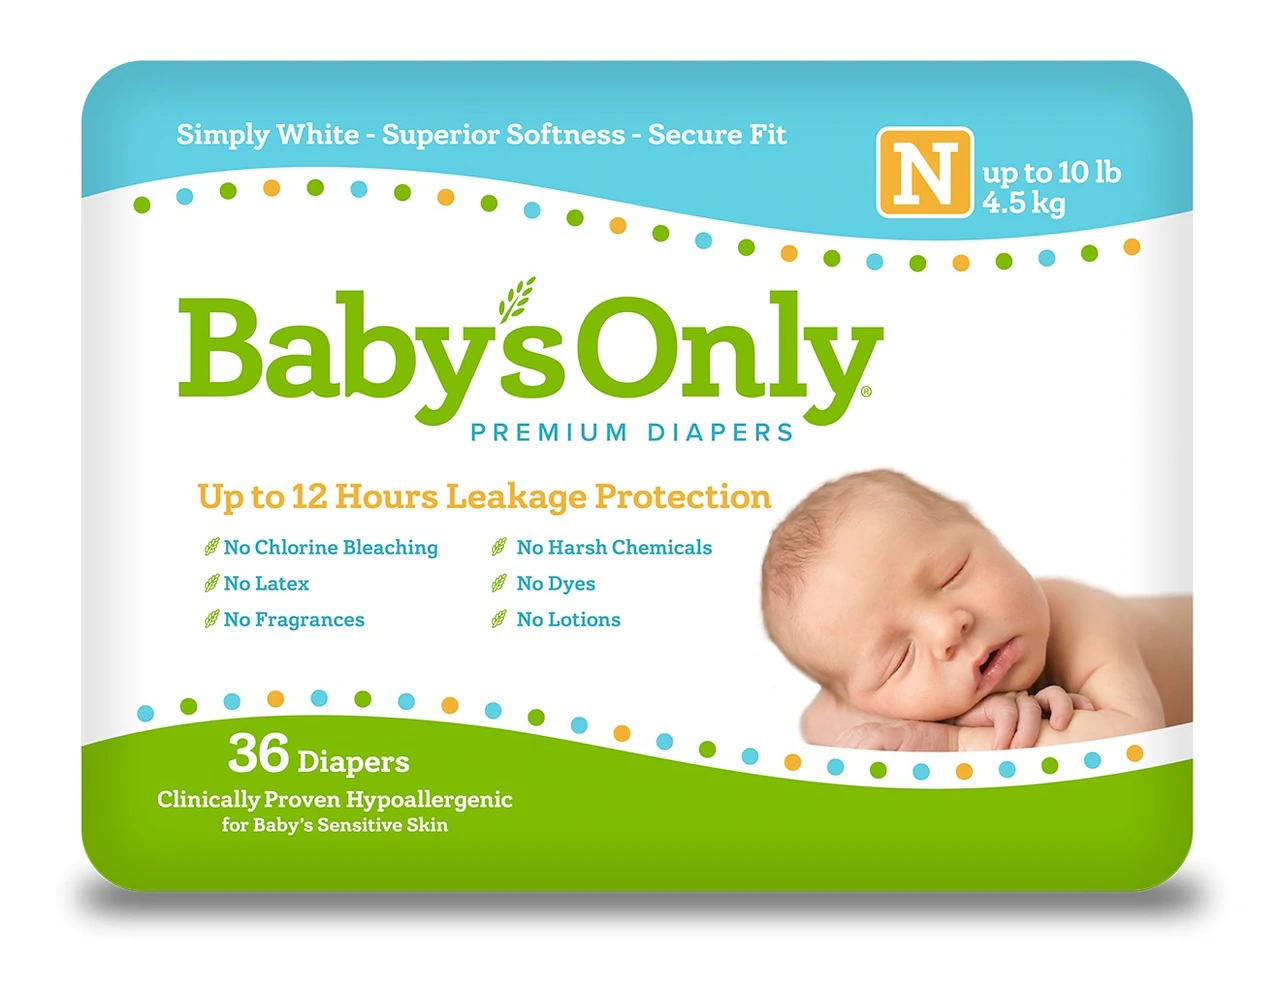 Simply White - Superior Softness - Secure Fit
N
up to 10 lb
4.5 kg
Baby's Only®
PREMIUM DIAPERS
Up to 12 Hours Leakage Protection
No Chlorine Bleaching
No Harsh Chemicals
No Latex
No Dyes
No Fragrances
No Lotions
36 Diapers
Clinically Proven Hypoallergenic
for Baby's Sensitive Skin